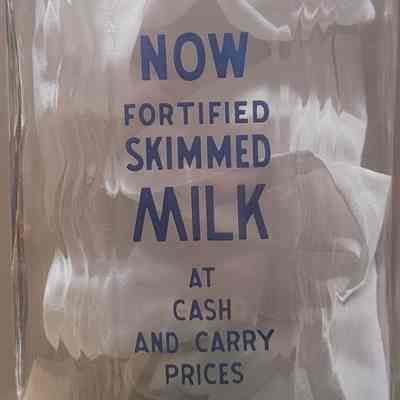 NOW
FORTIFIED
SKIMMED
MILK
AT
CASH
AND CARRY
PRICES